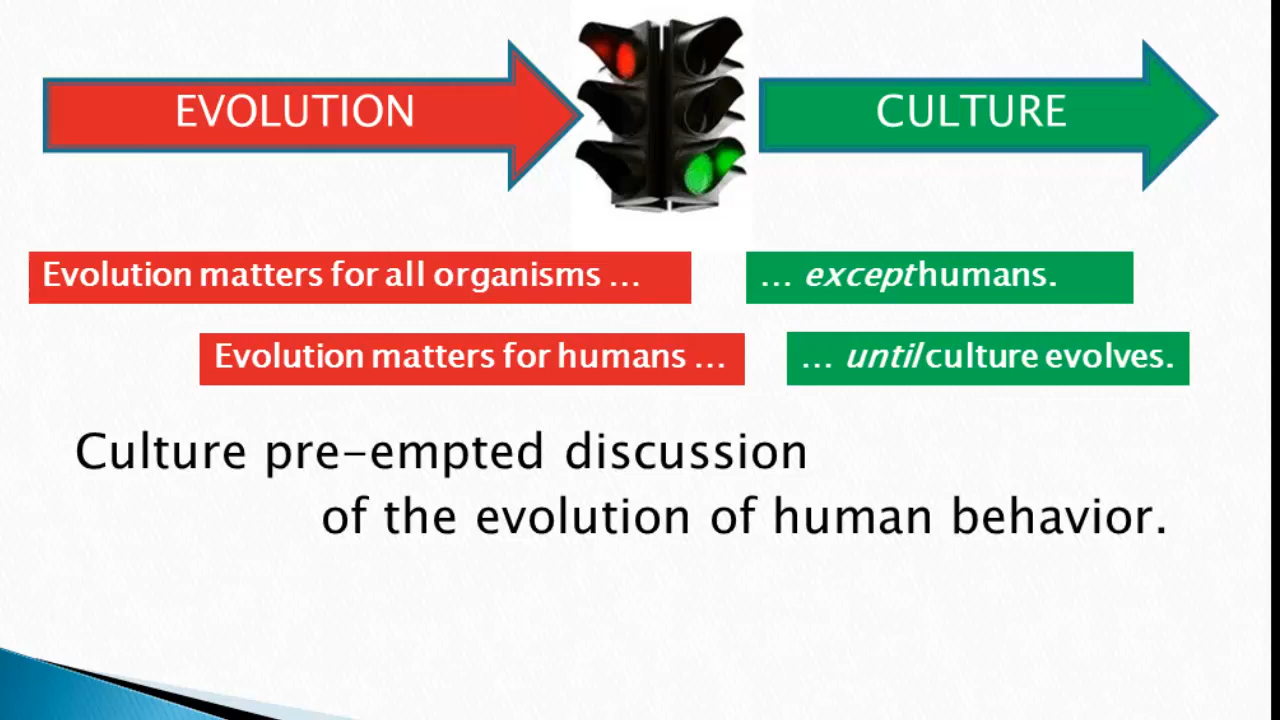 EVOLUTION
CULTURE
Evolution matters for all organisms …
… except humans.
Evolution matters for humans …
… until culture evolves.
Culture pre-empted discussion
of the evolution of human behavior.